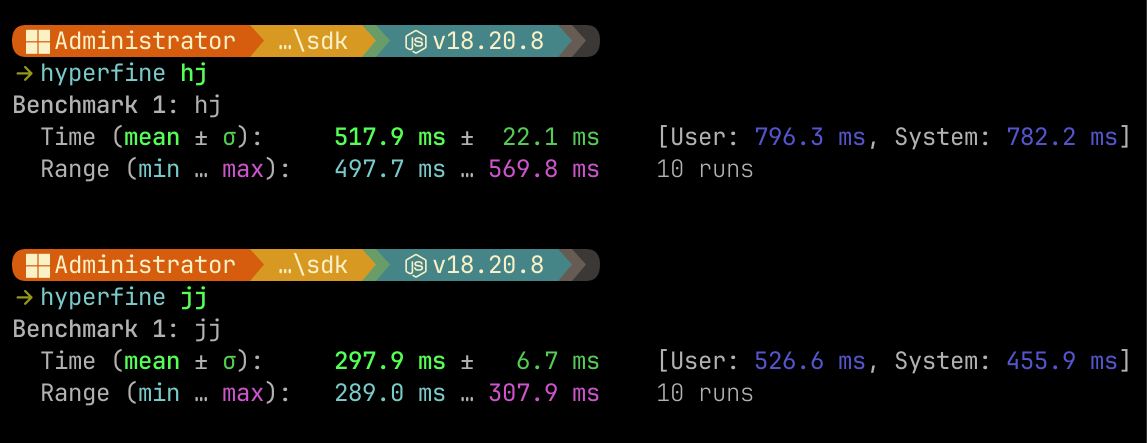 Administrator …\sdk v18.20.8
→ hyperfine hj
Benchmark 1: hj
Time (mean ± σ): 517.9 ms ± 22.1 ms [User: 796.3 ms, System: 782.2 ms]
Range (min … max): 497.7 ms … 569.8 ms 10 runs
Administrator …\sdk v18.20.8
→ hyperfine jj
Benchmark 1: jj
Time (mean ± σ): 297.9 ms ± 6.7 ms [User: 526.6 ms, System: 455.9 ms]
Range (min … max): 289.0 ms … 307.9 ms 10 runs